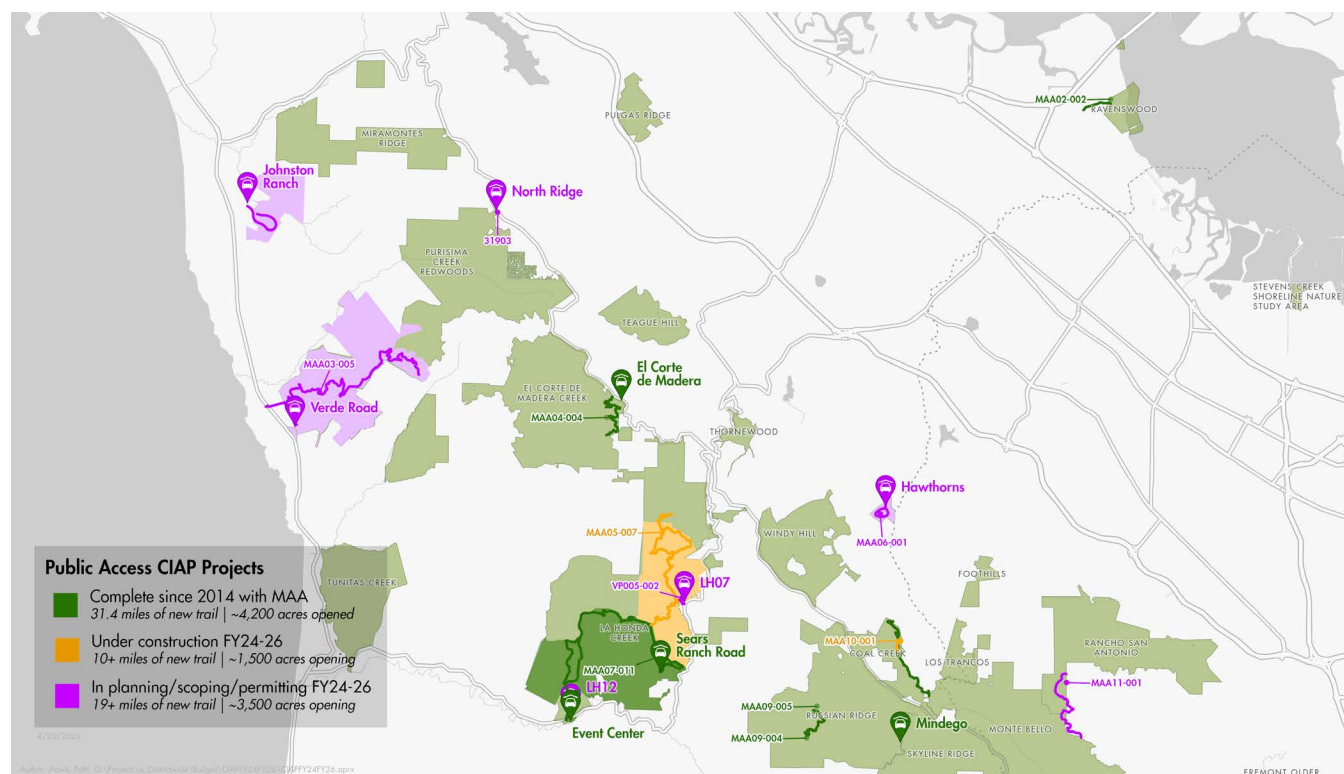 MAA02-002
RAVENSWOOD
PULGAS RIDGE
MIRAMONTES
RIDGE
Johnston
Ranch
North Ridge
31903
PURISIMA
CREEK
REDWOODS
STEVENS CREEK
SHORELINE NATURE
STUDY AREA
TEAGUE HILL
MAA03-005
Verde Road
El Corte
de Madera
EL CORTE DE
MADERA CREEK
MAA04-004
THORNEWOOD
Hawthorns
MAA06-001
MAA05-007
WINDY HILL
VP005-002
LH07
FOOTHILLS
TUNITAS CREEK
LA HONDA
CREEK
Sears
Ranch Road
MAA07-011
MAA10-001
COAL CREEK
LOS TRANCOS
RANCHO SAN
ANTONIO
MAA11-001
LH12
Event Center
MAA09-005
RUSSIAN RIDGE
Mindego
MAA09-004
SKYLINE RIDGE
MONTE BELLO
FREMONT OLDER
Public Access CIAP Projects
Complete since 2014 with MAA
31.4 miles of new trail | ~4,200 acres opened
Under construction FY24-26
10+ miles of new trail | ~1,500 acres opening
In planning/scoping/permitting FY24-26
19+ miles of new trail | ~3,500 acres opening
4/20/2023